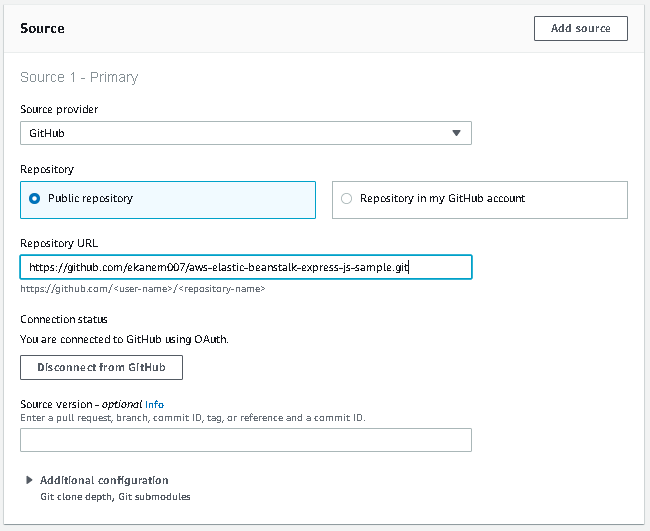 Source
Add source
Source 1 - Primary
Source provider
GitHub
Repository
Public repository
Repository in my GitHub account
Repository URL
https://github.com/ekanem007/aws-elastic-beanstalk-express-js-sample.git
https://github.com/<user-name>/<repository-name>
Connection status
You are connected to GitHub using OAuth.
Disconnect from GitHub
Source version - optional Info
Enter a pull request, branch, commit ID, tag, or reference and a commit ID.
Additional configuration
Git clone depth, Git submodules